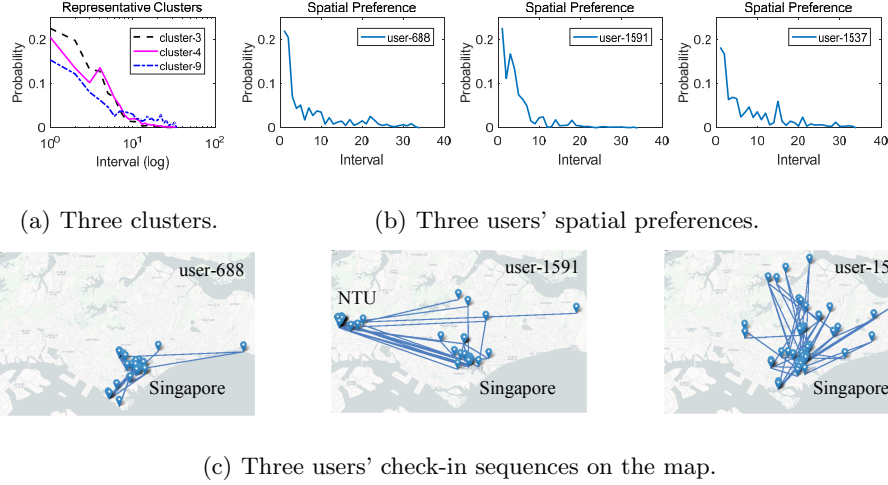 Representative Clusters
Probability
0.2
0.1
0
cluster-3
cluster-4
cluster-9
10^0
10^1
10^2
Interval (log)
Spatial Preference
Probability
0.2
0.1
0
user-688
0
10
20
30
40
Interval
Spatial Preference
Probability
0.2
0.1
0
user-1591
0
10
20
30
40
Interval
Spatial Preference
Probability
0.2
0.1
0
user-1537
0
10
20
30
40
Interval
(a) Three clusters.
(b) Three users' spatial preferences.
user-688
Singapore
user-1591
NTU
Singapore
user-15
Singapore
(c) Three users' check-in sequences on the map.